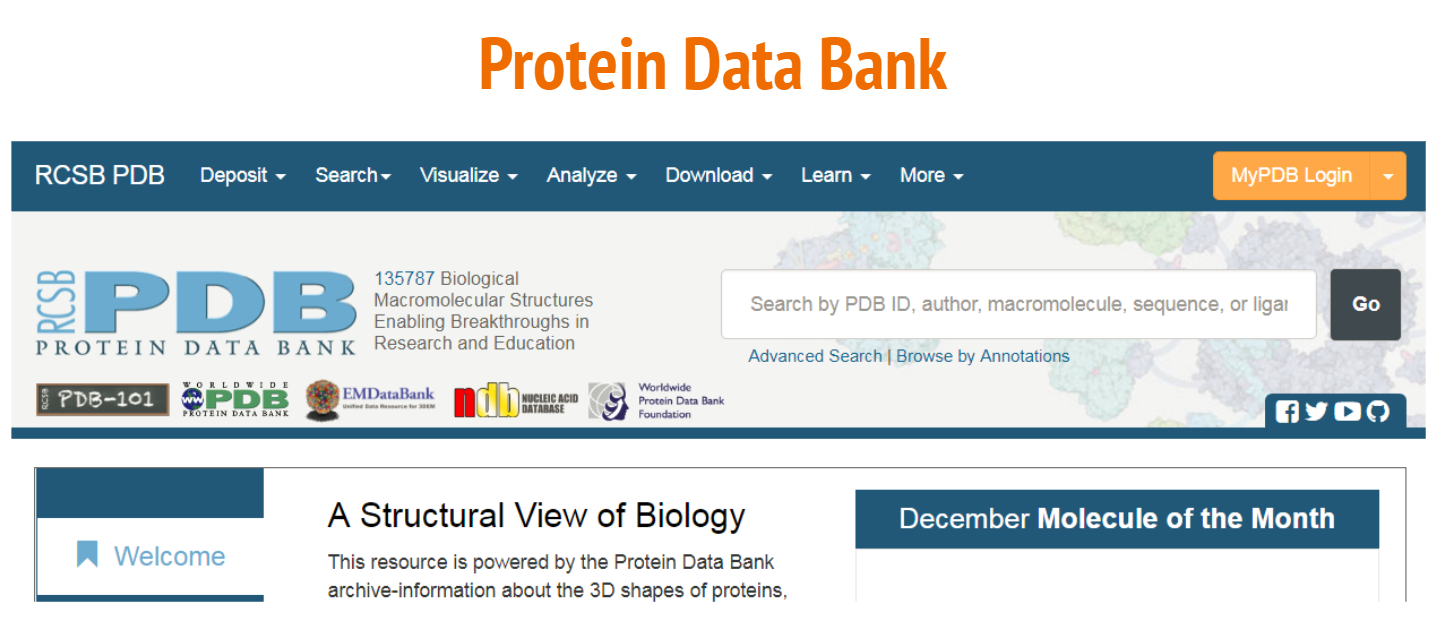 Protein Data Bank
RCSB PDB Deposit Search Visualize Analyze Download Learn More MyPDB Login
RCSB PDB
PROTEIN DATA BANK
135787 Biological
Macromolecular Structures
Enabling Breakthroughs in
Research and Education
Search by PDB ID, author, macromolecule, sequence, or ligar
Go
Advanced Search | Browse by Annotations
RCSB PDB-101
WORLDWIDE
PDB
PROTEIN DATA BANK
EMDataBank
Unified Data Resource for 3DEM
ndb NUCLEIC ACID
DATABASE
Worldwide
Protein Data Bank
Foundation
Welcome
A Structural View of Biology
This resource is powered by the Protein Data Bank
archive-information about the 3D shapes of proteins,
December Molecule of the Month